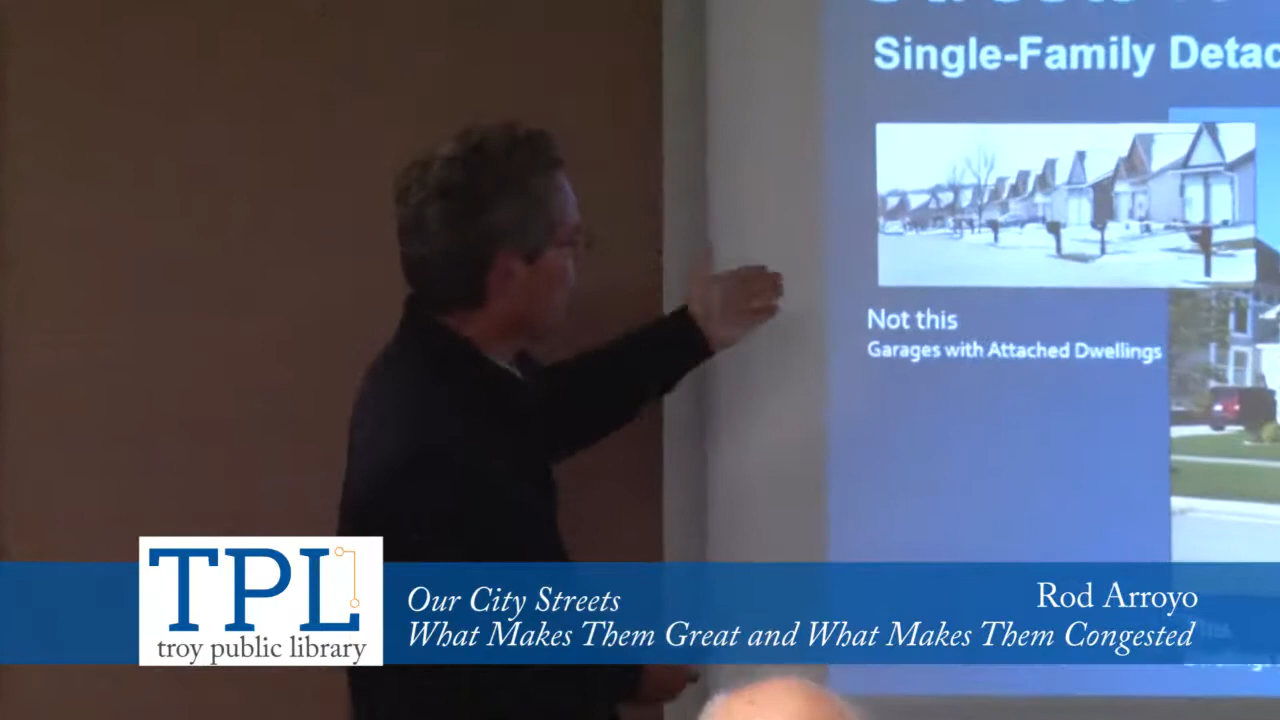 Single-Family Detac
Not this
Garages with Attached Dwellings
TPL
troy public library
Our City Streets
Rod Arroyo
What Makes Them Great and What Makes Them Congested